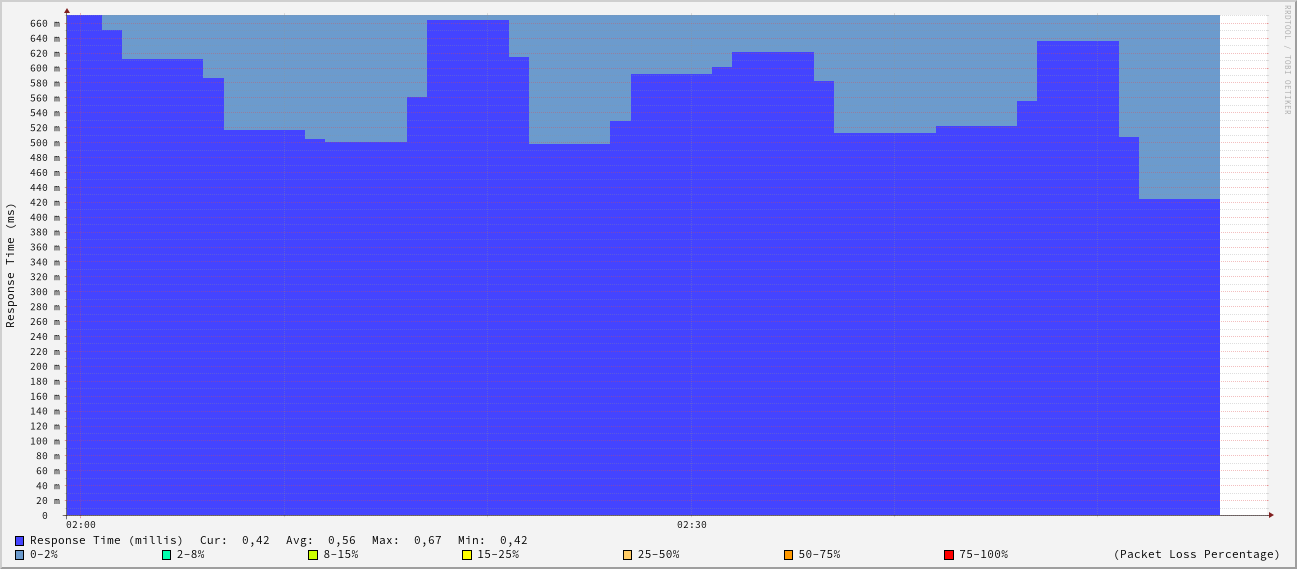 RRDTOOL / TOBI OETIKER
Response Time (ms)
660 m
640 m
620 m
600 m
580 m
560 m
540 m
520 m
500 m
480 m
460 m
440 m
420 m
400 m
380 m
360 m
340 m
320 m
300 m
280 m
260 m
240 m
220 m
200 m
180 m
160 m
140 m
120 m
100 m
80 m
60 m
40 m
20 m
0
02:00 02:30
Response Time (millis) Cur: 0,42 Avg: 0,56 Max: 0,67 Min: 0,42
0-2% 2-8% 8-15% 15-25% 25-50% 50-75% 75-100% (Packet Loss Percentage)